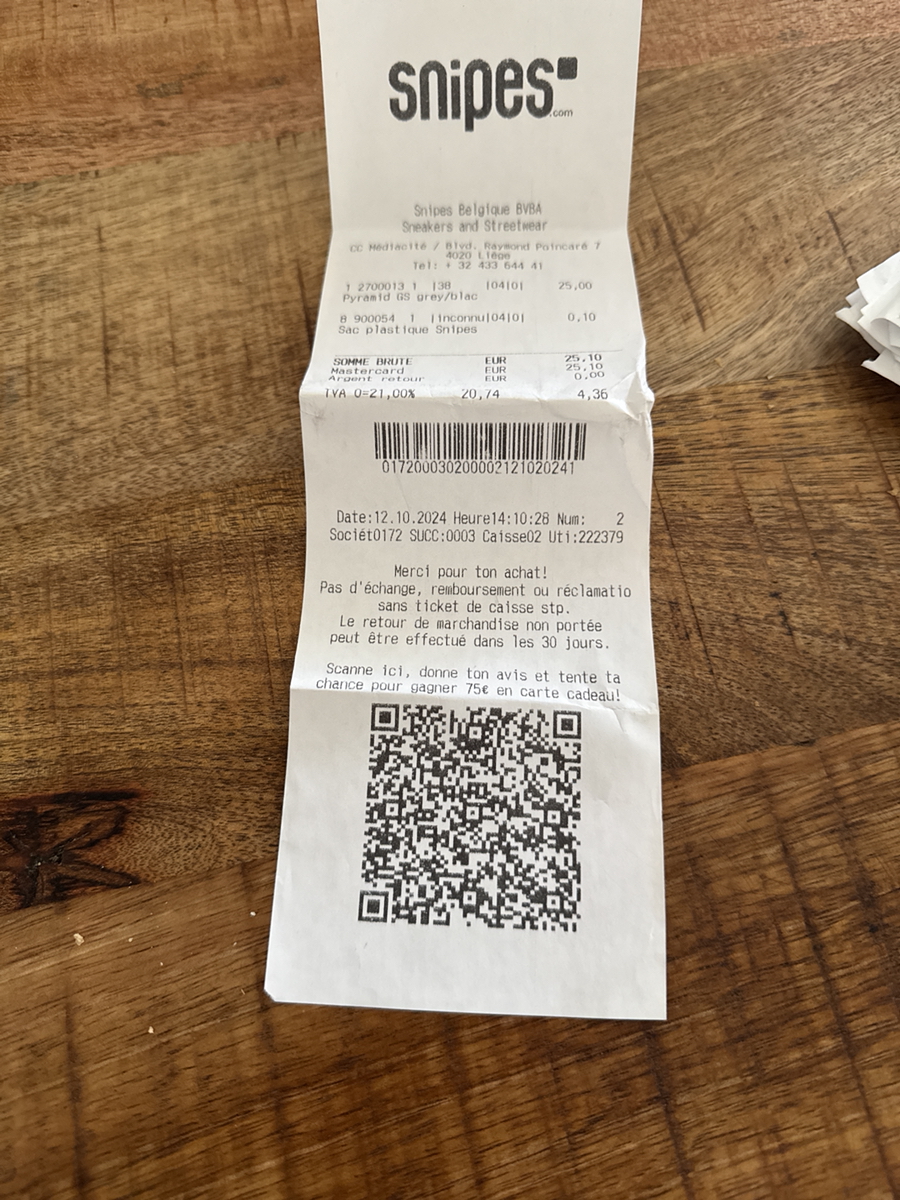 snipes
.com
Snipes Belgique BVBA
Sneakers and Streetwear
CC Médiacité / Blvd. Raymond Poincaré 7
4020 Liège
Tel: + 32 433 644 41
1 2700013 1 |38 |04|0| 25,00
Pyramid GS grey/blac
8 900054 1 |inconnu|04|0| 0,10
Sac plastique Snipes
SOMME BRUTE EUR 25,10
Mastercard EUR 25,10
Argent retour EUR 0,00
TVA 0=21,00% 20,74 4,36
017200030200002121020241
Date:12.10.2024 Heure14:10:28 Num: 2
Sociét0172 SUCC:0003 Caisse02 Uti:222379
Merci pour ton achat!
Pas d'échange, remboursement ou réclamatio
sans ticket de caisse stp.
Le retour de marchandise non portée
peut être effectué dans les 30 jours.
Scanne ici, donne ton avis et tente ta
chance pour gagner 75€ en carte cadeau!